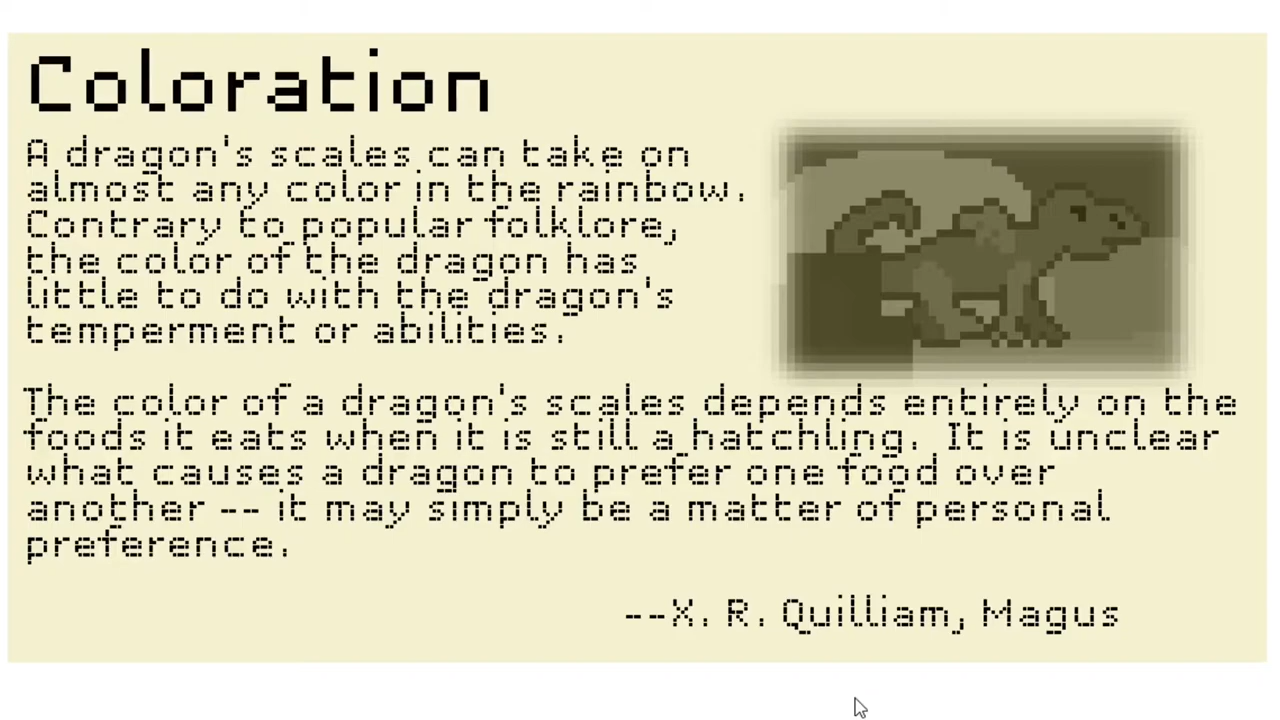 Coloration
A dragon's scales can take on
almost any color in the rainbow.
Contrary to popular folklore,
the color of the dragon has
little to do with the dragon's
temperment or abilities.
The color of a dragon's scales depends entirely on the
foods it eats when it is still a hatchling.  It is unclear
what causes a dragon to prefer one food over
another -- it may simply be a matter of personal
preference.
--X. R. Quilliam, Magus